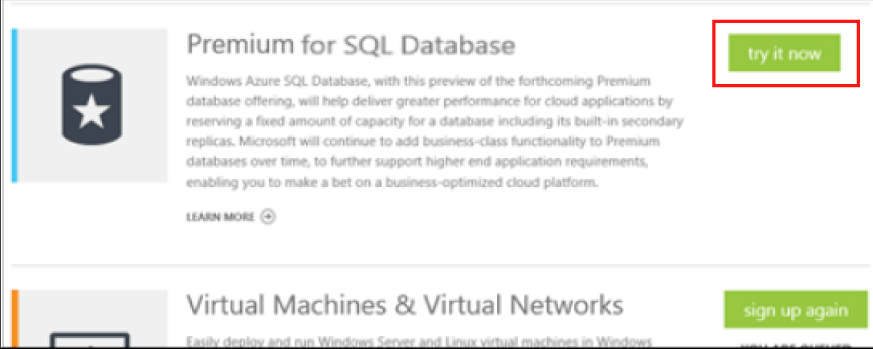 Premium for SQL Database
try it now
Windows Azure SQL Database, with this preview of the forthcoming Premium
database offering, will help deliver greater performance for cloud applications by
reserving a fixed amount of capacity for a database including its built-in secondary
replicas. Microsoft will continue to add business-class functionality to Premium
databases over time, to further support higher end application requirements,
enabling you to make a bet on a business-optimized cloud platform.
LEARN MORE
Virtual Machines & Virtual Networks
sign up again
Easily deploy and run Windows Server and Linux virtual machines in Windows
YOU ARE QUEUED